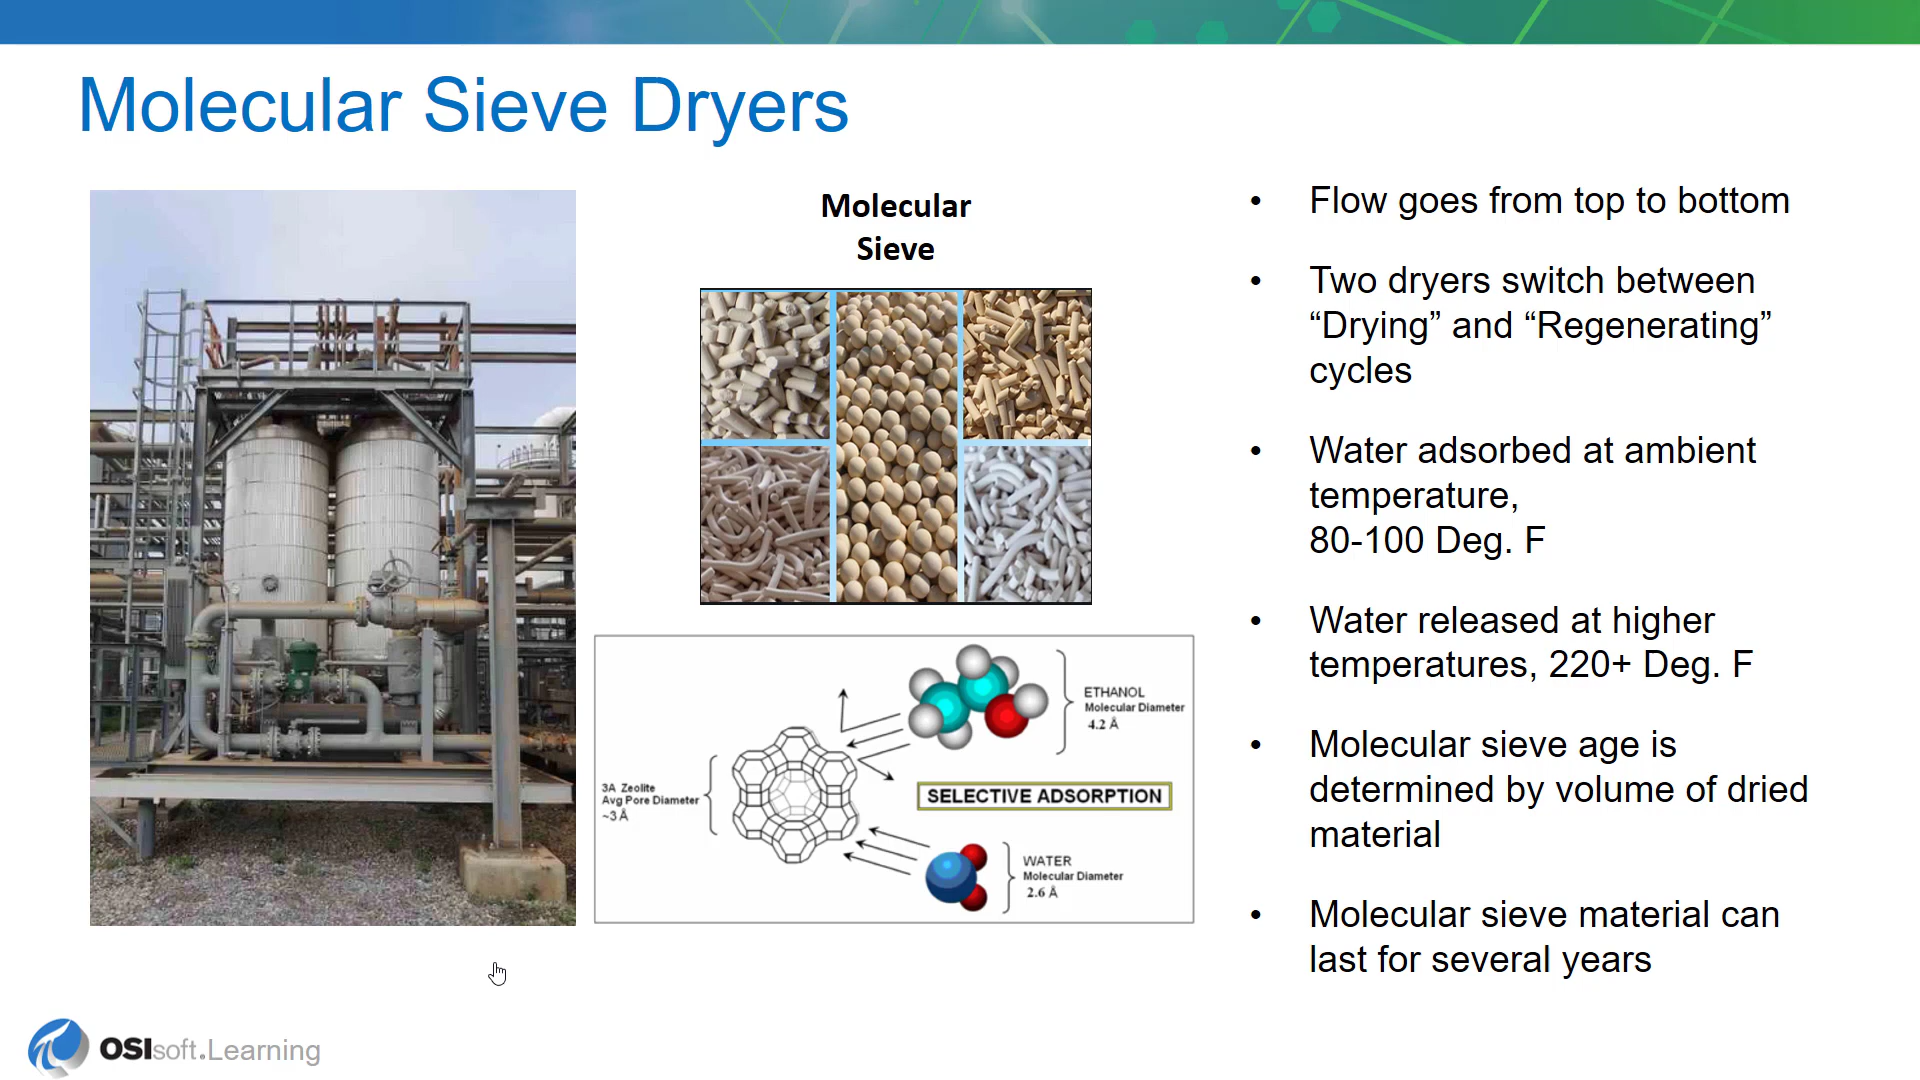 Molecular Sieve Dryers
Molecular
Sieve
3A Zeolite
Avg Pore Diameter
~3 Å
ETHANOL
Molecular Diameter
4.2 Å
SELECTIVE ADSORPTION
WATER
Molecular Diameter
2.6 Å
• Flow goes from top to bottom
• Two dryers switch between
“Drying” and “Regenerating”
cycles
• Water adsorbed at ambient
temperature,
80-100 Deg. F
• Water released at higher
temperatures, 220+ Deg. F
• Molecular sieve age is
determined by volume of dried
material
• Molecular sieve material can
last for several years
OSIsoft.Learning